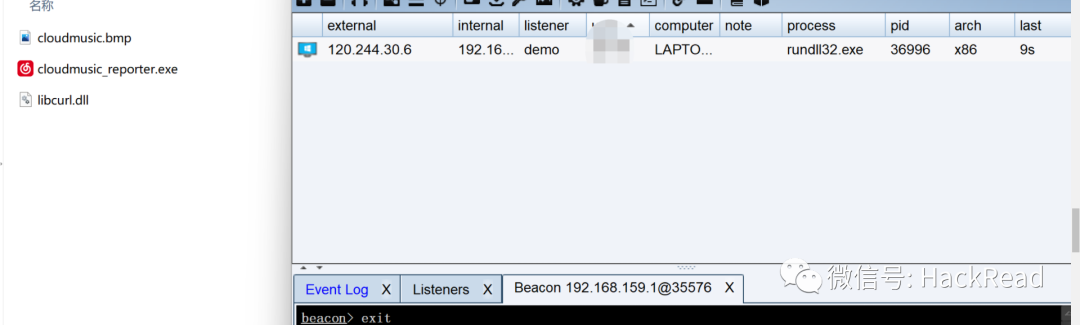 名称
cloudmusic.bmp
cloudmusic_reporter.exe
libcurl.dll
external internal listener computer note process pid arch last
120.244.30.6 192.16... demo LAPTO... rundll32.exe 36996 x86 9s
Event Log X Listeners X Beacon 192.168.159.1@35576 X
微信号: HackRead
beacon> exit